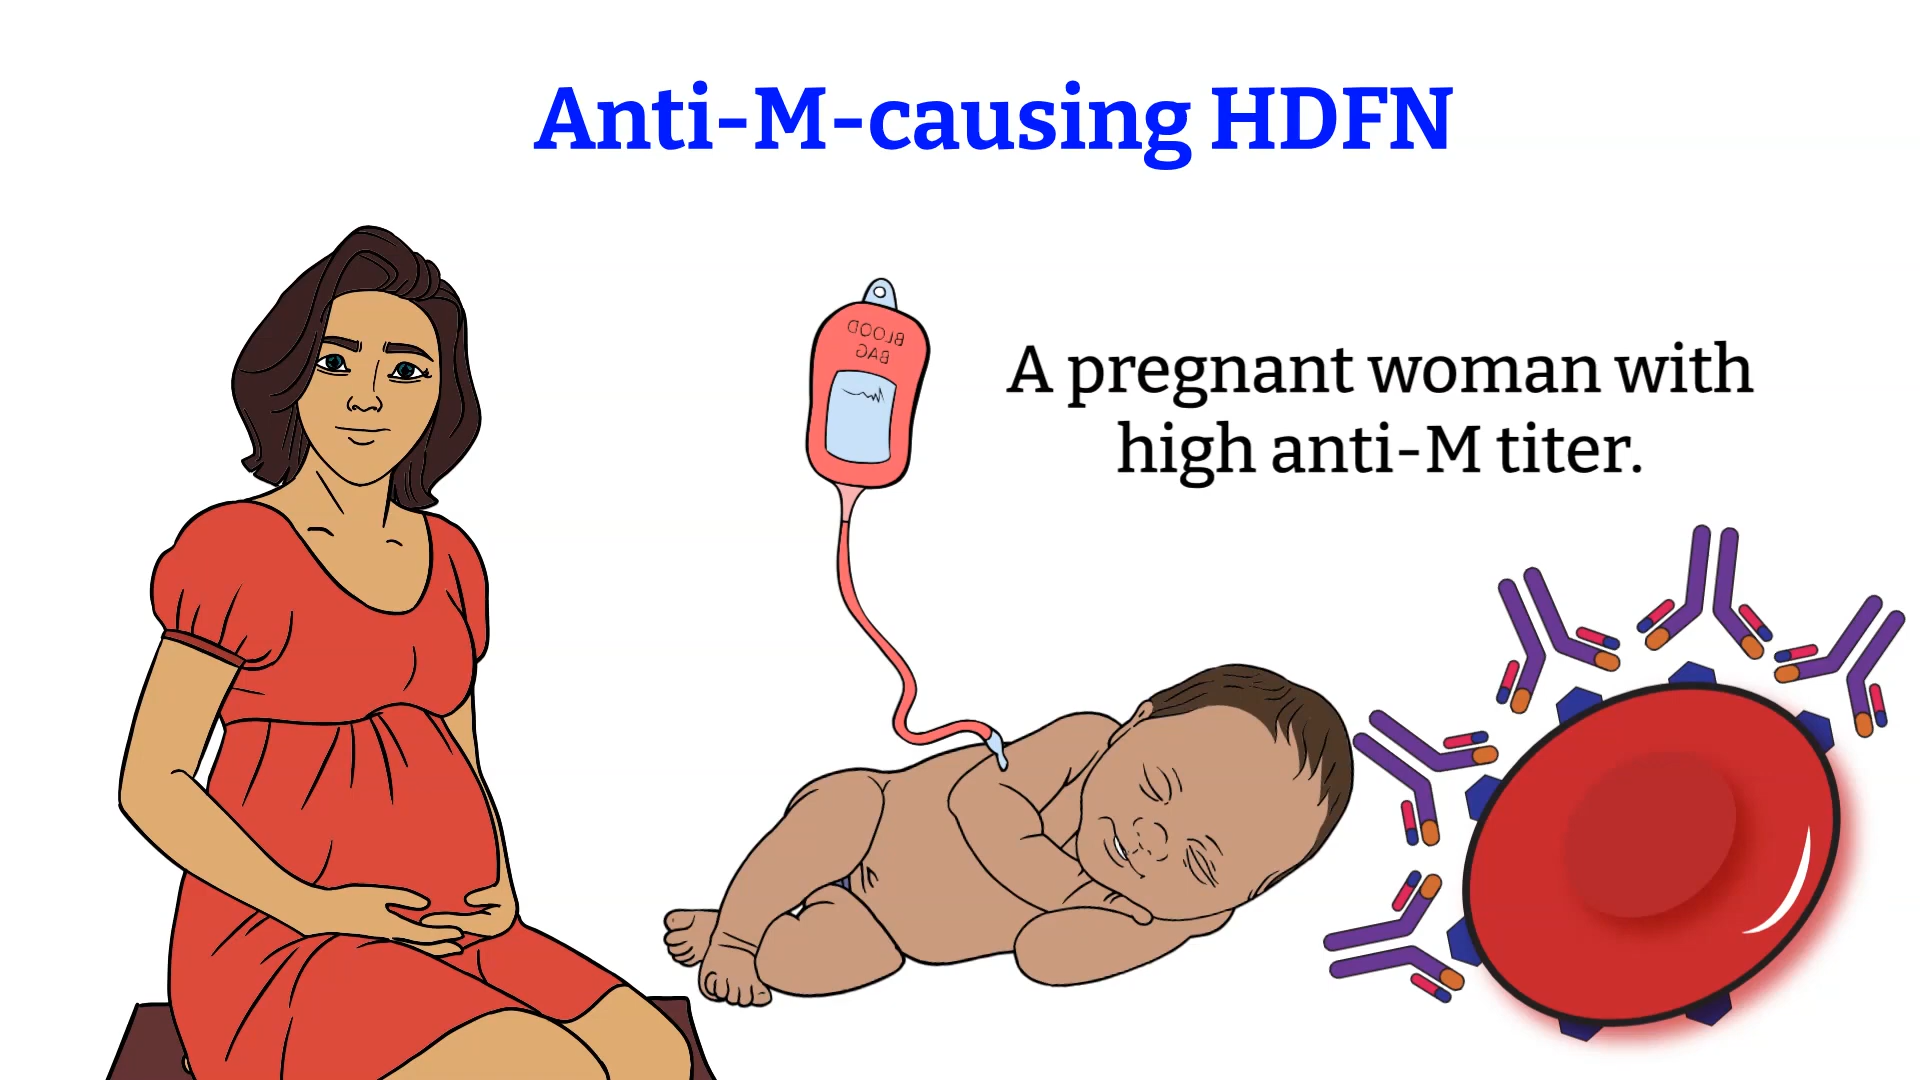 Anti-M-causing HDFN
BLOOD
BAG
A pregnant woman with
high anti-M titer.